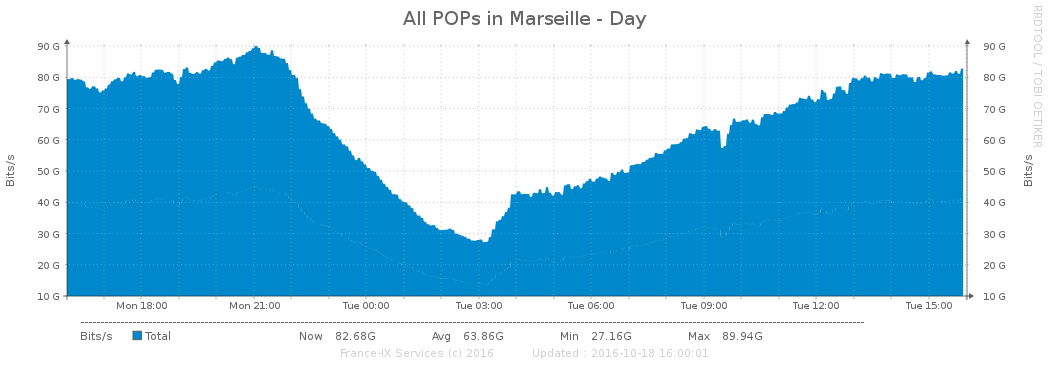 All POPs in Marseille - Day
RRDTOOL / TOBI OETIKER
Bits/s
90 G
80 G
70 G
60 G
50 G
40 G
30 G
20 G
10 G
90 G
80 G
70 G
60 G
50 G
40 G
30 G
20 G
10 G
Bits/s
Mon 18:00 Mon 21:00 Tue 00:00 Tue 03:00 Tue 06:00 Tue 09:00 Tue 12:00 Tue 15:00
Bits/s Total Now 82.68G Avg 63.86G Min 27.16G Max 89.94G
France-IX Services (c) 2016 Updated : 2016-10-18 16:00:01